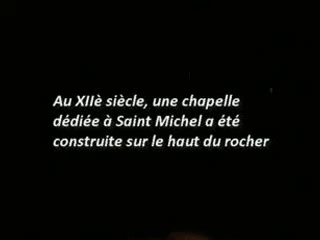 Au XIIè siècle, une chapelle
dédiée à Saint Michel a été
construite sur le haut du rocher